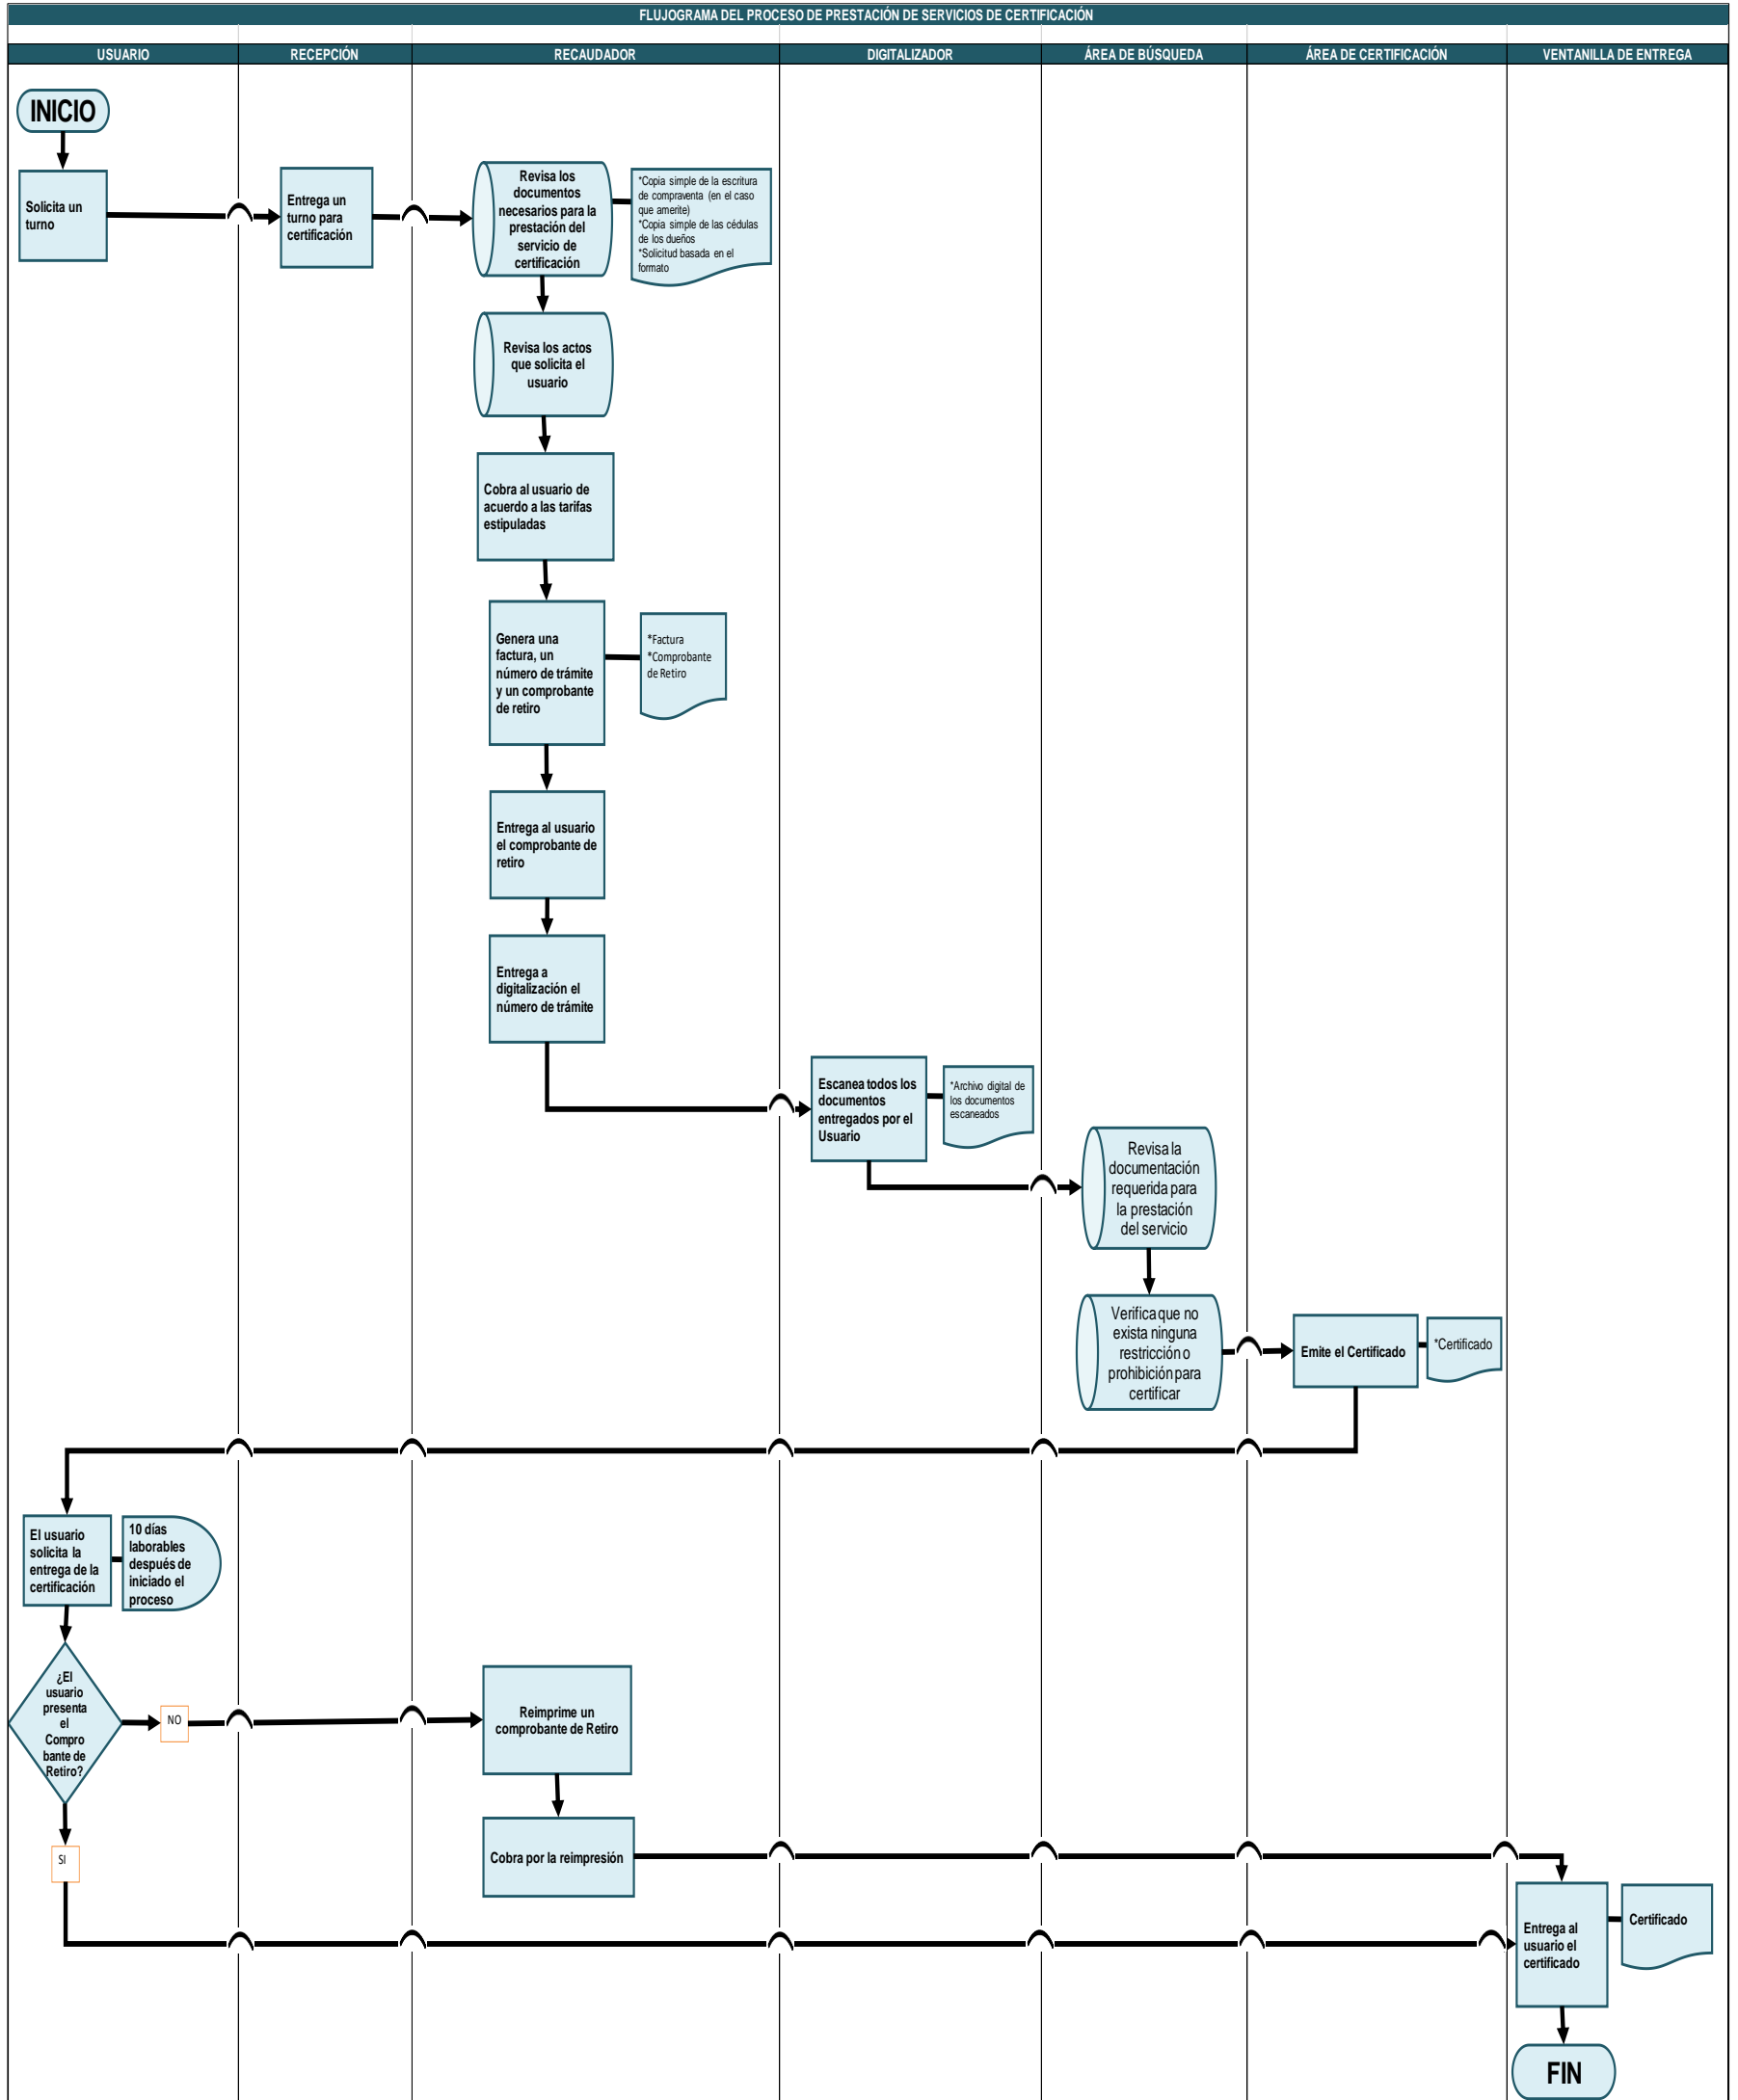 FLUJOGRAMA DEL PROCESO DE PRESTACIÓN DE SERVICIOS DE CERTIFICACIÓN
USUARIO
RECEPCIÓN
RECAUDADOR
DIGITALIZADOR
ÁREA DE BÚSQUEDA
ÁREA DE CERTIFICACIÓN
VENTANILLA DE ENTREGA
INICIO
Solicita un
turno
Entrega un
turno para
certificación
Revisa los
documentos
necesarios para la
prestación del
servicio de
certificación
*Copia simple de la escritura
de compraventa (en el caso
que amerite)
*Copia simple de las cédulas
de los dueños
*Solicitud basada en el
formato
Revisa los actos
que solicita el
usuario
Cobra al usuario de
acuerdo a las tarifas
estipuladas
Genera una
factura, un
número de trámite
y un comprobante
de retiro
*Factura
*Comprobante
de Retiro
Entrega al usuario
el comprobante de
retiro
Entrega a
digitalización el
número de trámite
Escanea todos los
documentos
entregados por el
Usuario
*Archivo digital de
los documentos
escaneados
Revisa la
documentación
requerida para
la prestación
del servicio
Verifica que no
exista ninguna
restricción o
prohibición para
certificar
Emite el Certificado
*Certificado
El usuario
solicita la
entrega de la
certificación
10 días
laborables
después de
iniciado el
proceso
¿El
usuario
presenta
el
Compro
bante de
Retiro?
NO
Reimprime un
comprobante de Retiro
Cobra por la reimpresión
SI
Entrega al
usuario el
certificado
Certificado
FIN